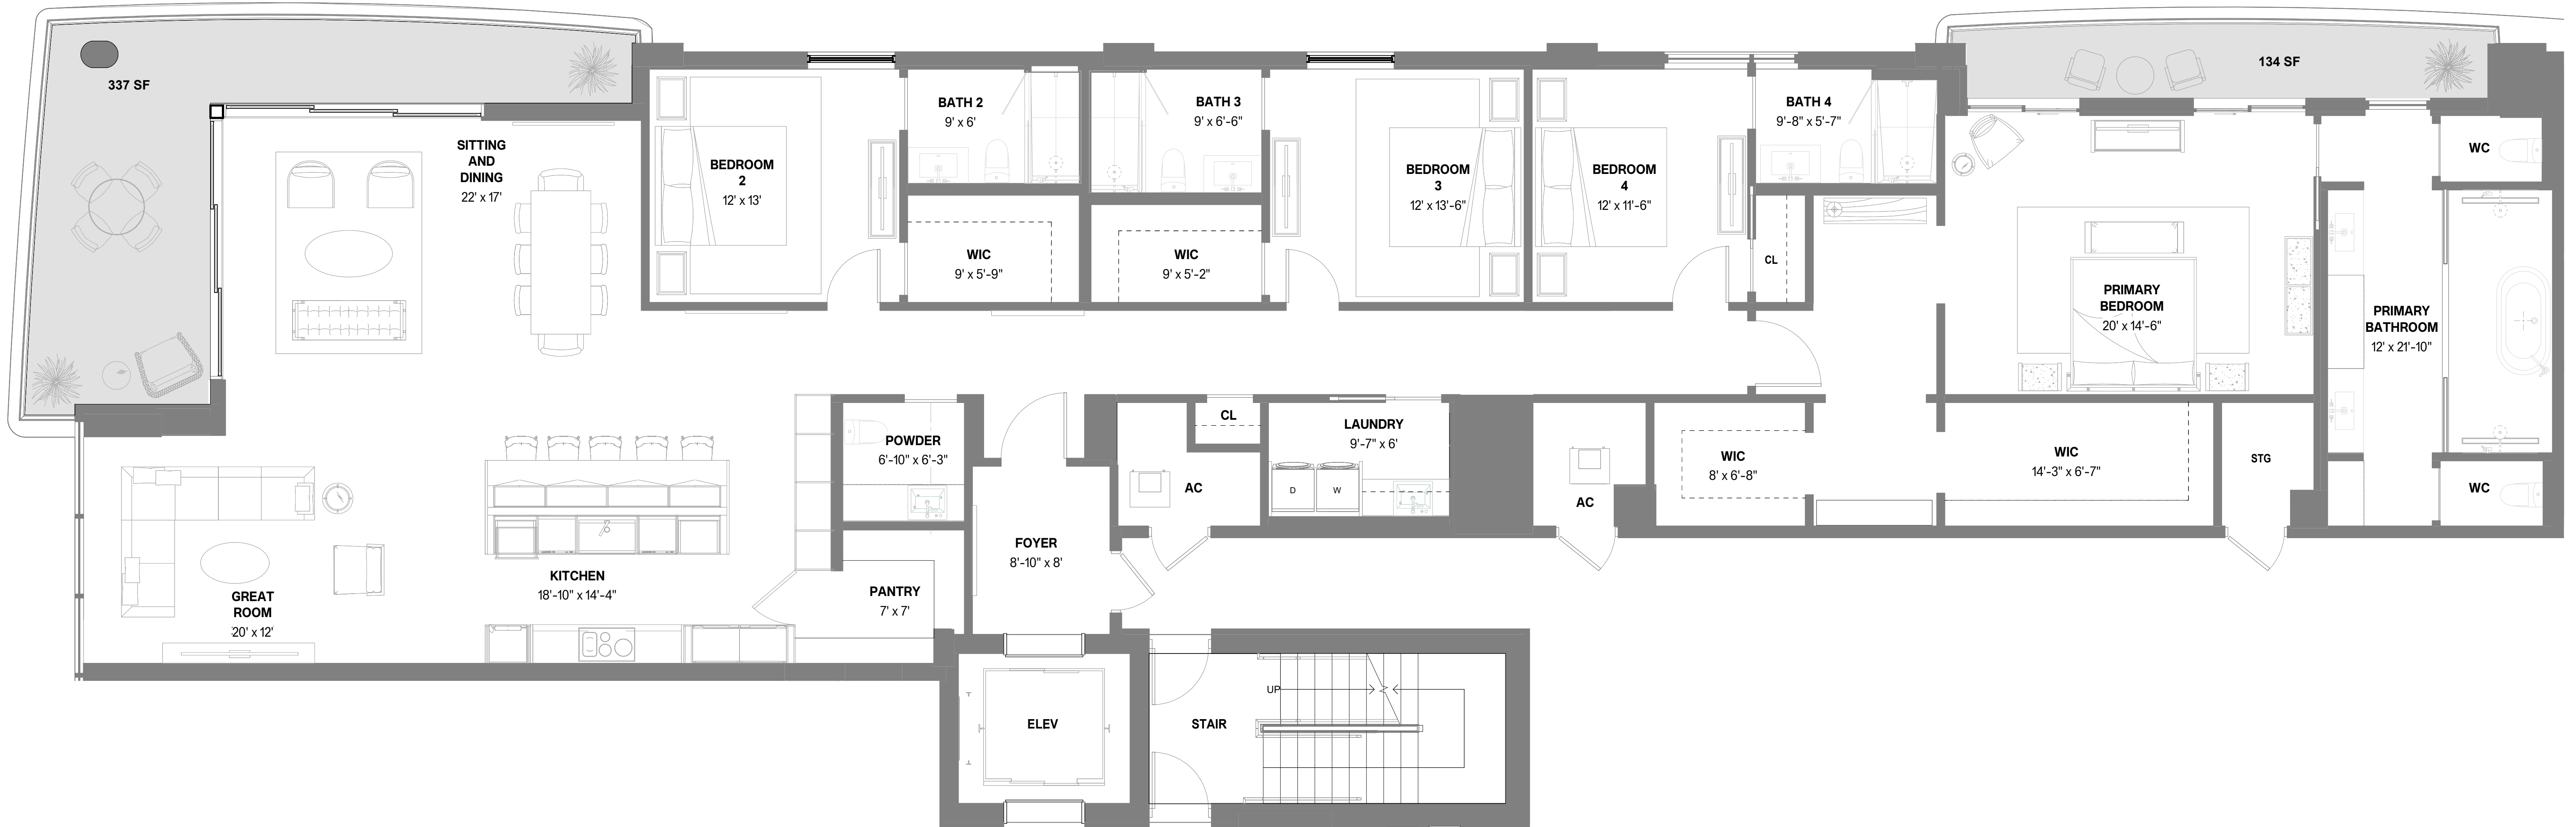 337 SF
SITTING
AND
DINING
22' x 17'
BEDROOM
2
12' x 13'
BATH 2
9' x 6'
WIC
9' x 5'-9"
BATH 3
9' x 6'-6"
WIC
9' x 5'-2"
BEDROOM
3
12' x 13'-6"
BEDROOM
4
12' x 11'-6"
BATH 4
9'-8" x 5'-7"
CL
134 SF
PRIMARY
BEDROOM
20' x 14'-6"
WC
PRIMARY
BATHROOM
12' x 21'-10"
WC
GREAT
ROOM
20' x 12'
KITCHEN
18'-10" x 14'-4"
POWDER
6'-10" x 6'-3"
PANTRY
7' x 7'
FOYER
8'-10" x 8'
AC
CL
LAUNDRY
9'-7" x 6'
D
W
AC
WIC
8' x 6'-8"
WIC
14'-3" x 6'-7"
STG
ELEV
STAIR
UP